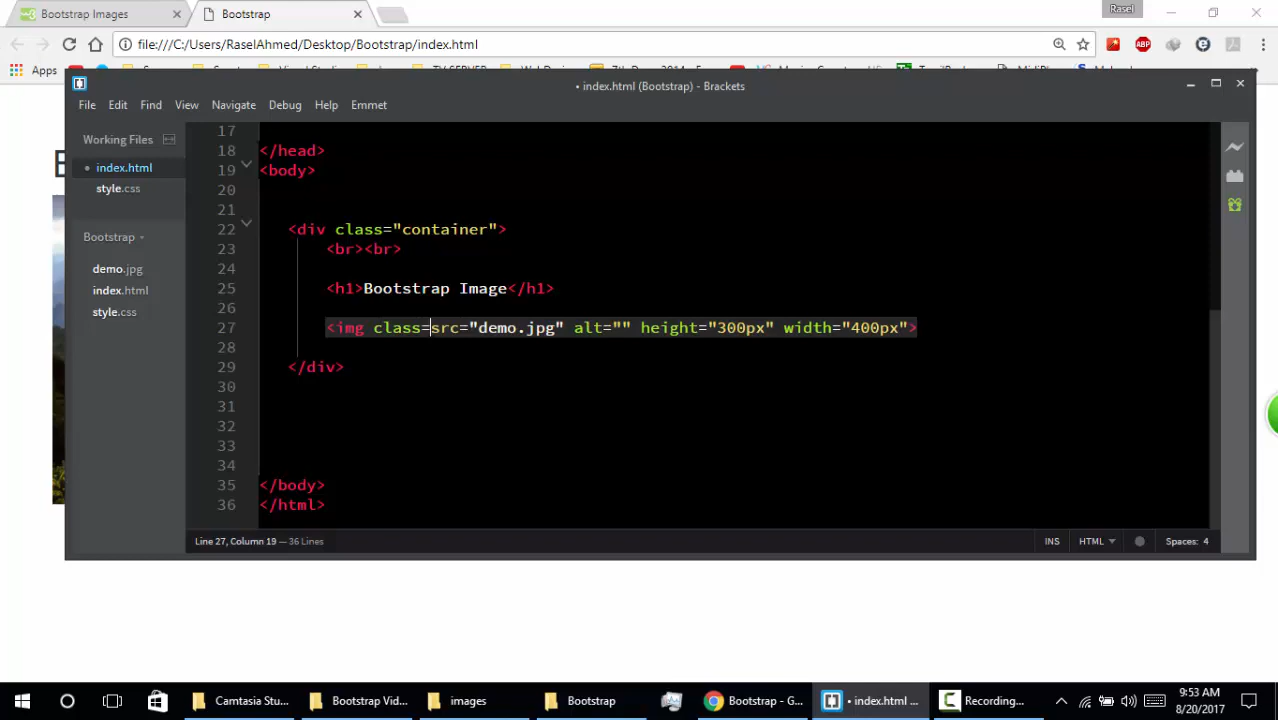 Bootstrap Images
Bootstrap
Rasel
file:///C:/Users/RaselAhmed/Desktop/Bootstrap/index.html
ABP
Apps
• index.html (Bootstrap) - Brackets
File Edit Find View Navigate Debug Help Emmet
Working Files
index.html
style.css
Bootstrap
demo.jpg
index.html
style.css
17
18 </head>
19 <body>
20
21
22 <div class="container">
23 <br><br>
24
25 <h1>Bootstrap Image</h1>
26
27 <img class=src="demo.jpg" alt="" height="300px" width="400px">
28
29 </div>
30
31
32
33
34
35 </body>
36 </html>
Line 27, Column 19 — 36 Lines
INS HTML Spaces: 4
Camtasia Stu...
Bootstrap Vid...
images
Bootstrap
Bootstrap - G...
• index.html ...
Recording...
9:53 AM
8/20/2017